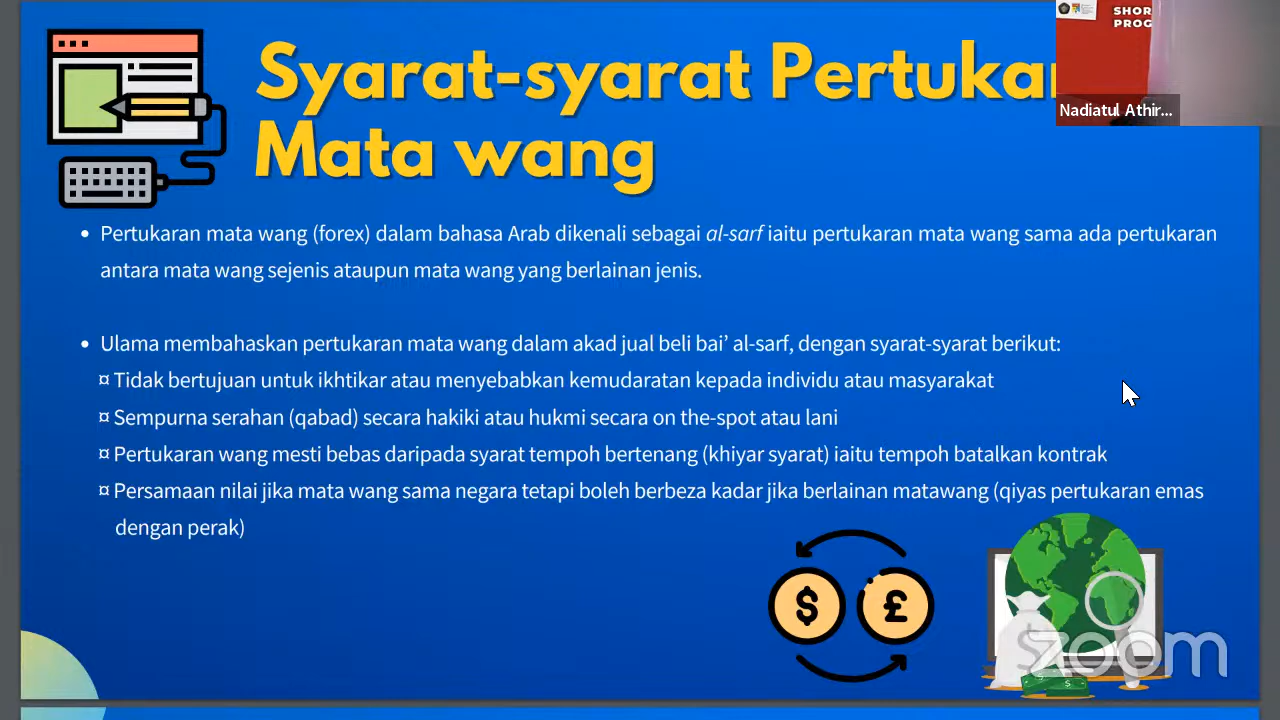 Syarat-syarat Pertukar
Mata wang
SHOR
PROG
Nadiatul Athir...
• Pertukaran mata wang (forex) dalam bahasa Arab dikenali sebagai al-sarf iaitu pertukaran mata wang sama ada pertukaran
antara mata wang sejenis ataupun mata wang yang berlainan jenis.
• Ulama membahaskan pertukaran mata wang dalam akad jual beli bai’ al-sarf, dengan syarat-syarat berikut:
¤ Tidak bertujuan untuk ikhtikar atau menyebabkan kemudaratan kepada individu atau masyarakat
¤ Sempurna serahan (qabad) secara hakiki atau hukmi secara on the-spot atau lani
¤ Pertukaran wang mesti bebas daripada syarat tempoh bertenang (khiyar syarat) iaitu tempoh batalkan kontrak
¤ Persamaan nilai jika mata wang sama negara tetapi boleh berbeza kadar jika berlainan matawang (qiyas pertukaran emas
dengan perak)
$ £
$
$ $
zoom